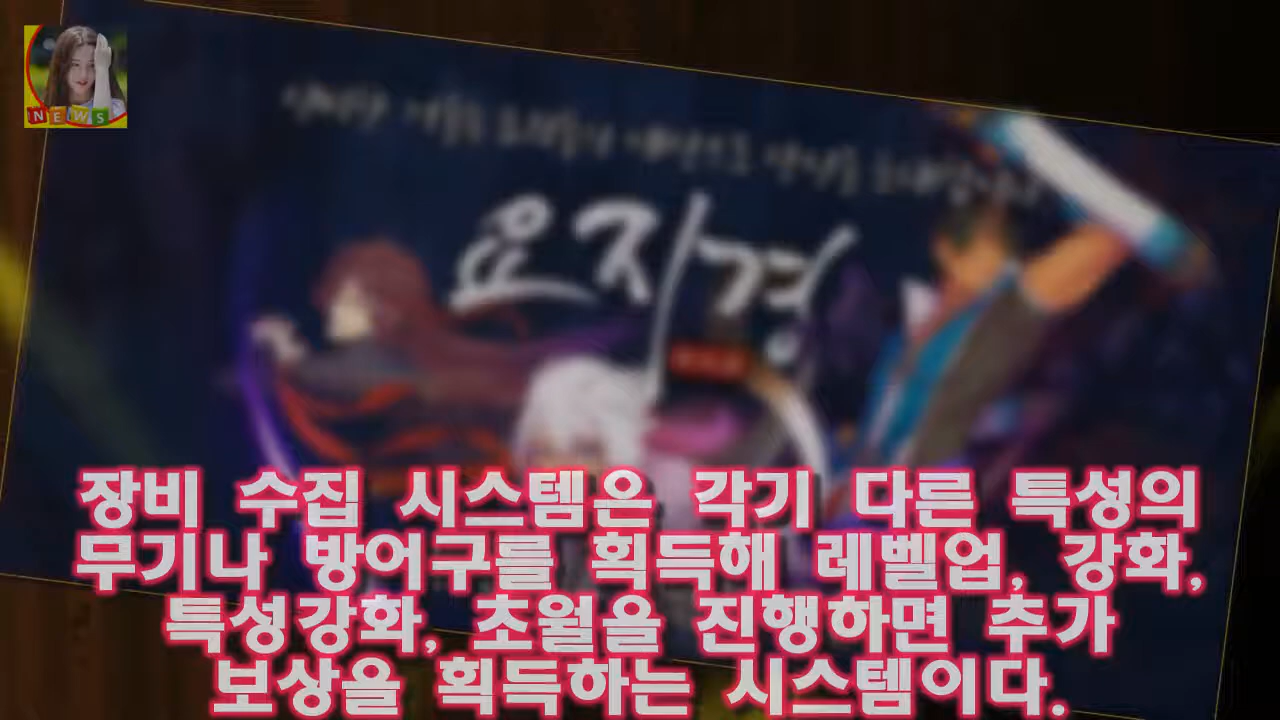 NEWS
요지경
장비 수집 시스템은 각기 다른 특성의
무기나 방어구를 획득해 레벨업, 강화,
특성강화, 초월을 진행하면 추가
보상을 획득하는 시스템이다.